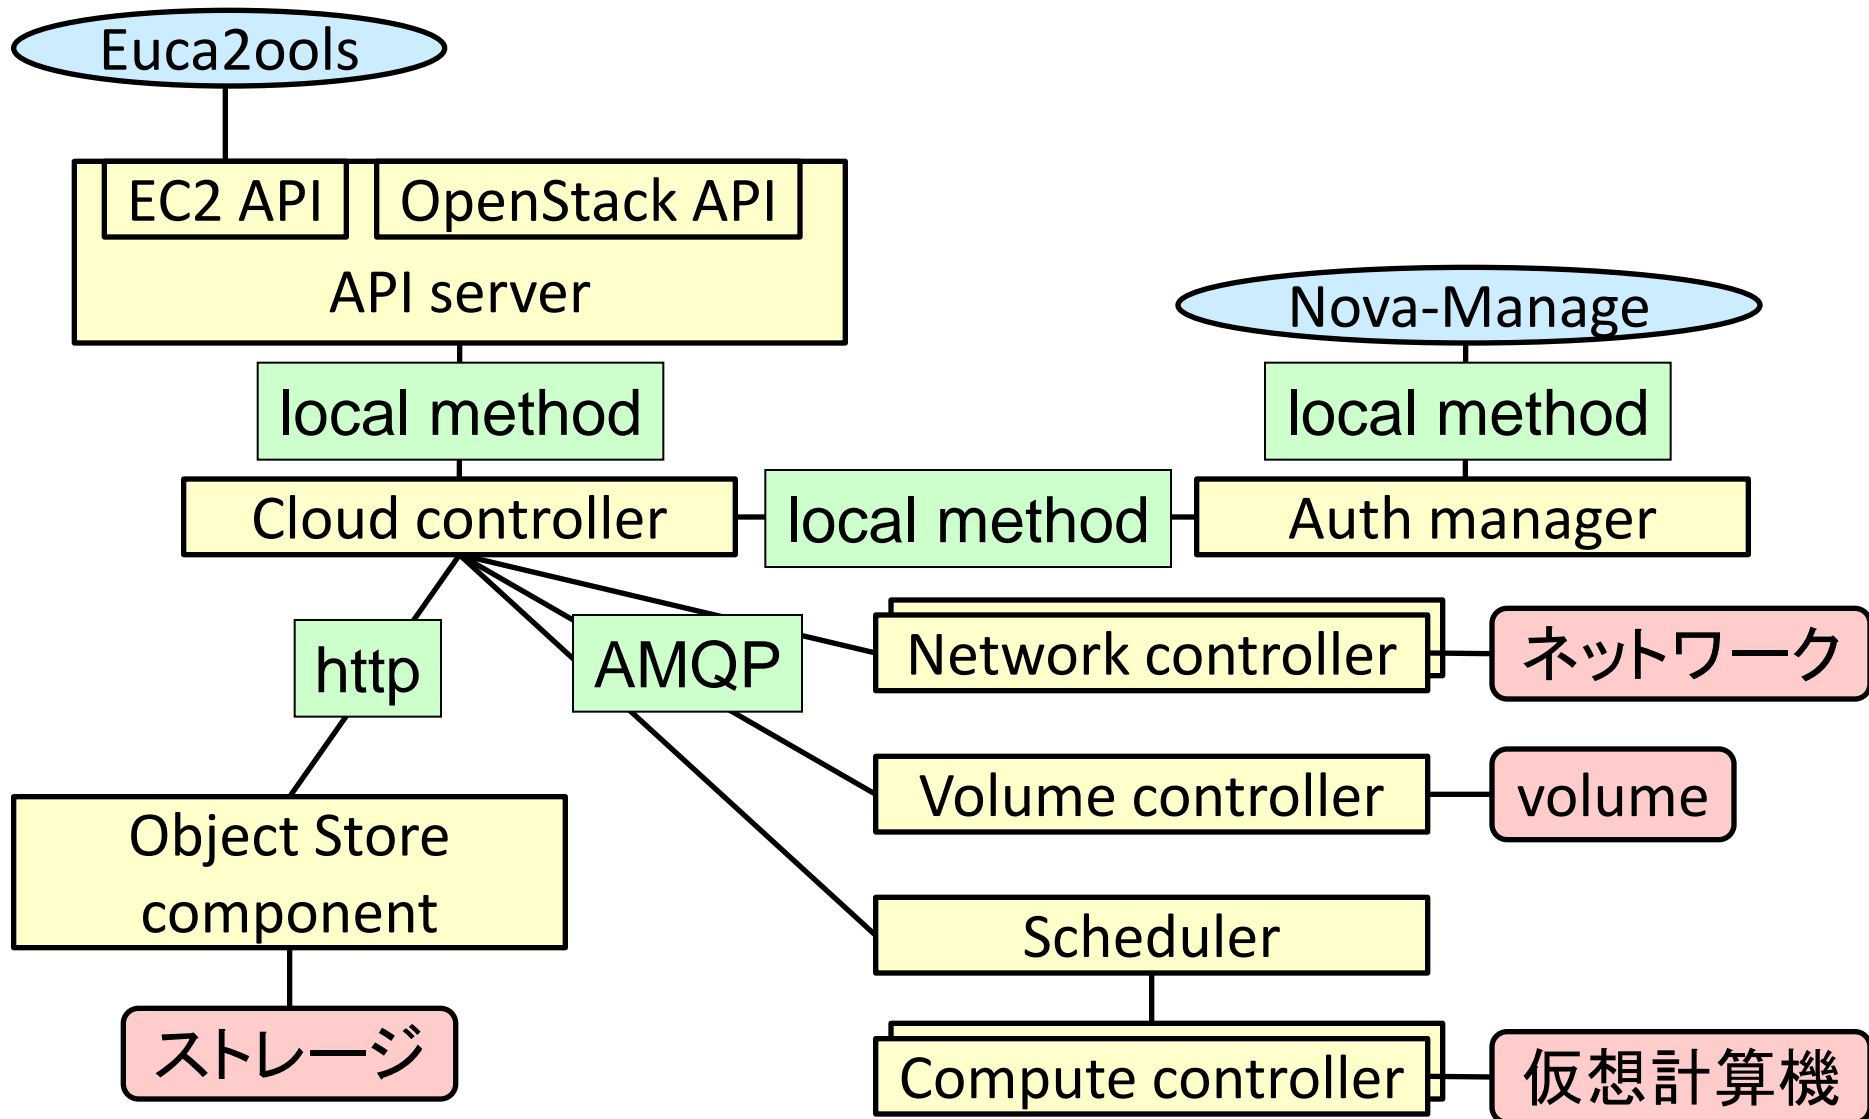 Euca2ools
EC2 API
OpenStack API
API server
Nova-Manage
local method
local method
Cloud controller
local method
Auth manager
http
AMQP
Network controller
ネットワーク
Volume controller
volume
Object Store
component
Scheduler
ストレージ
Compute controller
仮想計算機